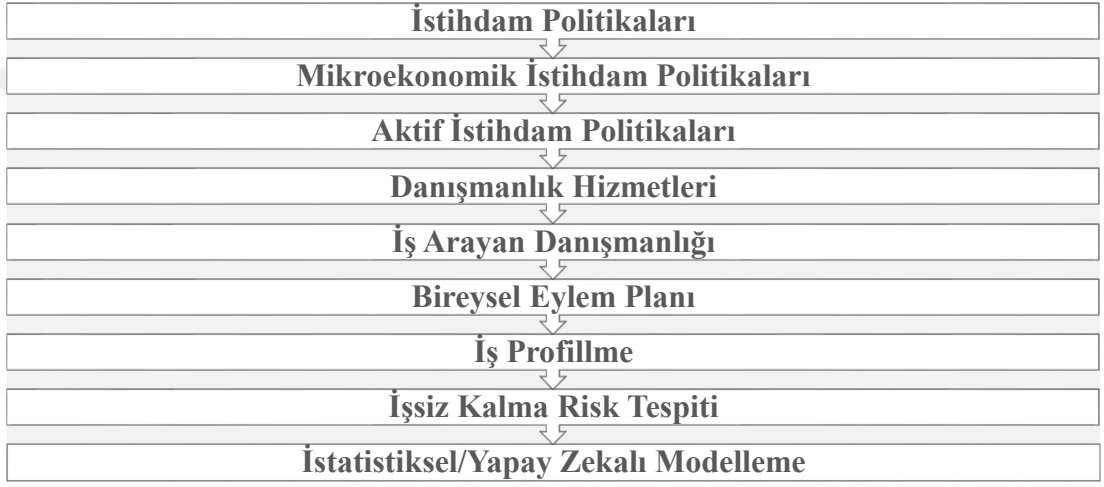 İstihdam Politikaları
Mikroekonomik İstihdam Politikaları
Aktif İstihdam Politikaları
Danışmanlık Hizmetleri
İş Arayan Danışmanlığı
Bireysel Eylem Planı
İş Profillme
İşsiz Kalma Risk Tespiti
İstatistiksel/Yapay Zekalı Modelleme